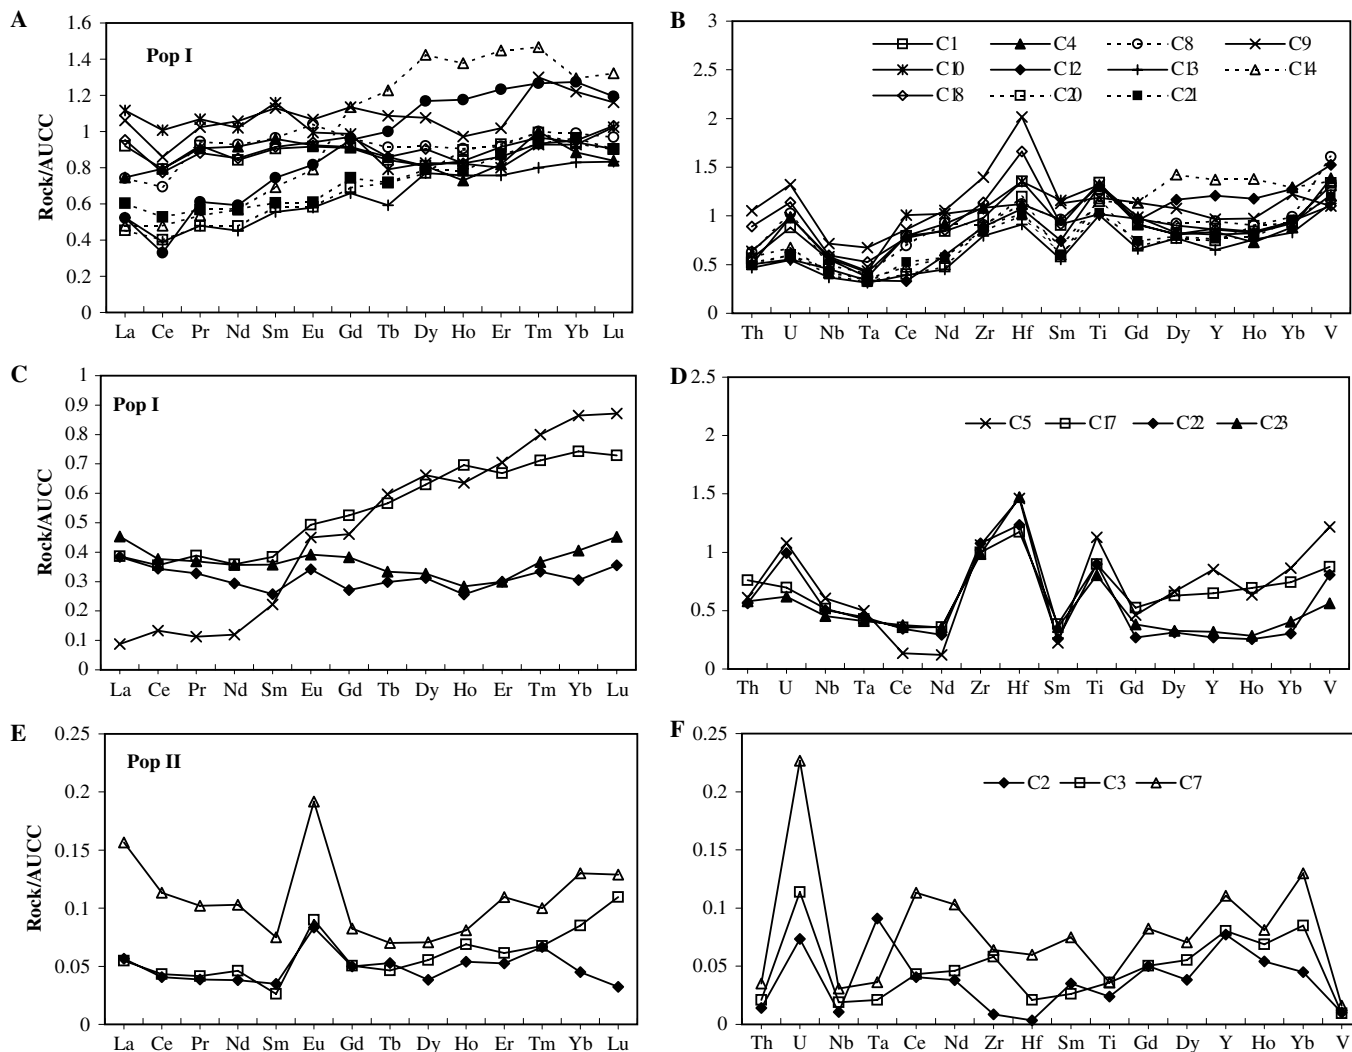 A
Pop I
Rock/AUCC
1.6
1.4
1.2
1
0.8
0.6
0.4
0.2
0
La Ce Pr Nd Sm Eu Gd Tb Dy Ho Er Tm Yb Lu
B
3
2.5
2
1.5
1
0.5
0
C1 C4 C8 C9
C10 C12 C13 C14
C18 C20 C21
Th U Nb Ta Ce Nd Zr Hf Sm Ti Gd Dy Y Ho Yb V
C
Pop I
Rock/AUCC
1
0.9
0.8
0.7
0.6
0.5
0.4
0.3
0.2
0.1
0
La Ce Pr Nd Sm Eu Gd Tb Dy Ho Er Tm Yb Lu
D
2.5
2
1.5
1
0.5
0
C5 C17 C22 C23
Th U Nb Ta Ce Nd Zr Hf Sm Ti Gd Dy Y Ho Yb V
E
Pop II
Rock/AUCC
0.25
0.2
0.15
0.1
0.05
0
La Ce Pr Nd Sm Eu Gd Tb Dy Ho Er Tm Yb Lu
F
0.25
0.2
0.15
0.1
0.05
0
C2 C3 C7
Th U Nb Ta Ce Nd Zr Hf Sm Ti Gd Dy Y Ho Yb V